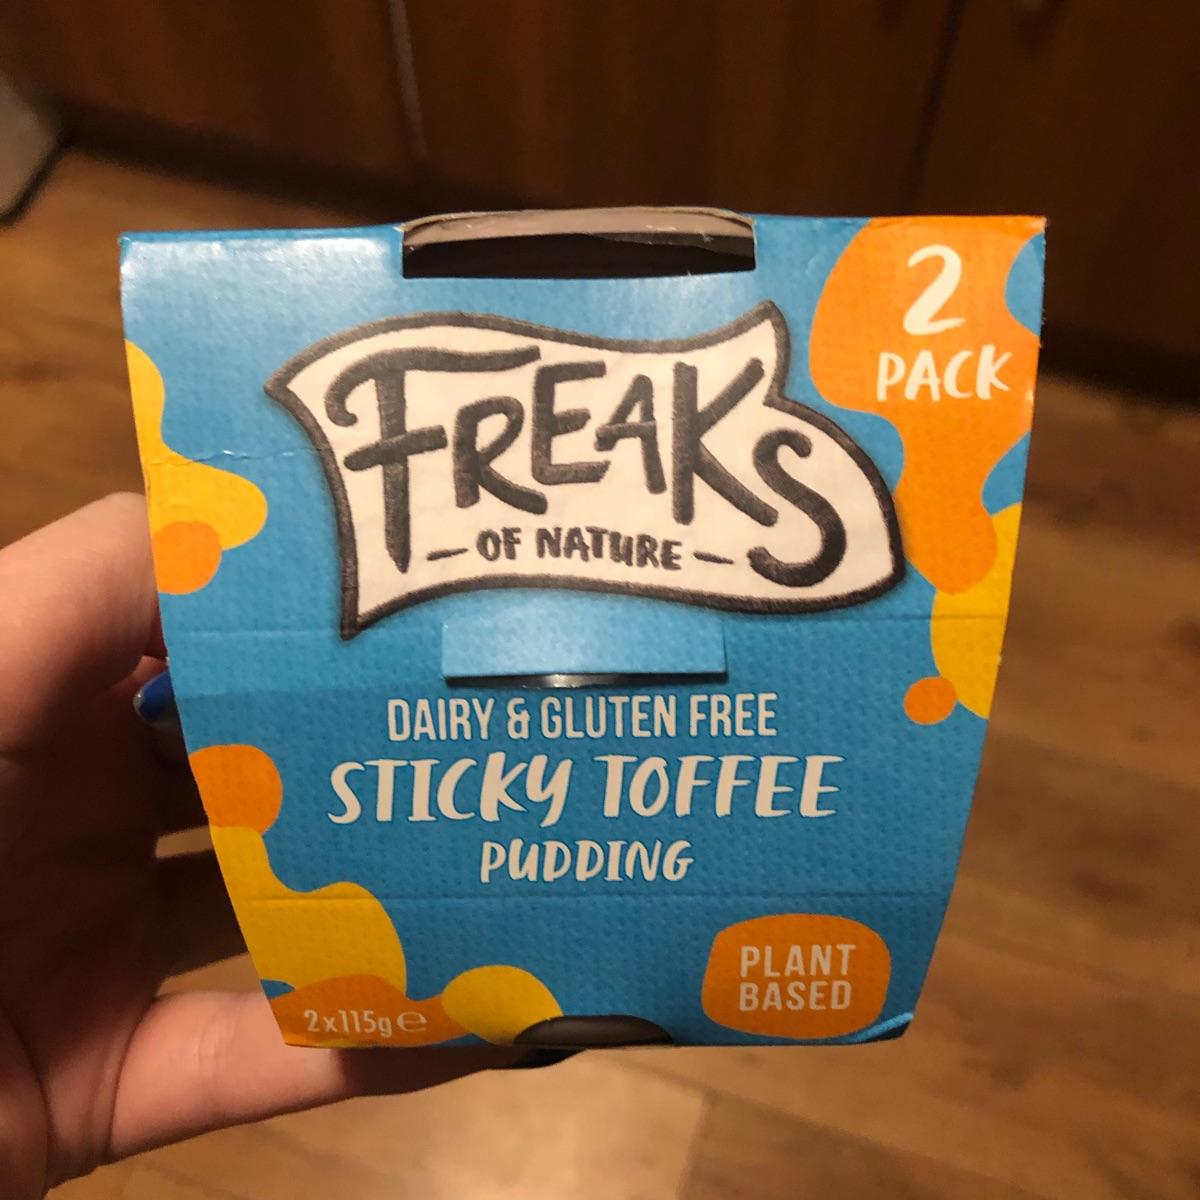 2
PACK
FREAKS
— OF NATURE —
DAIRY & GLUTEN FREE
STICKY TOFFEE
PUDDING
PLANT
BASED
2x115g ℮